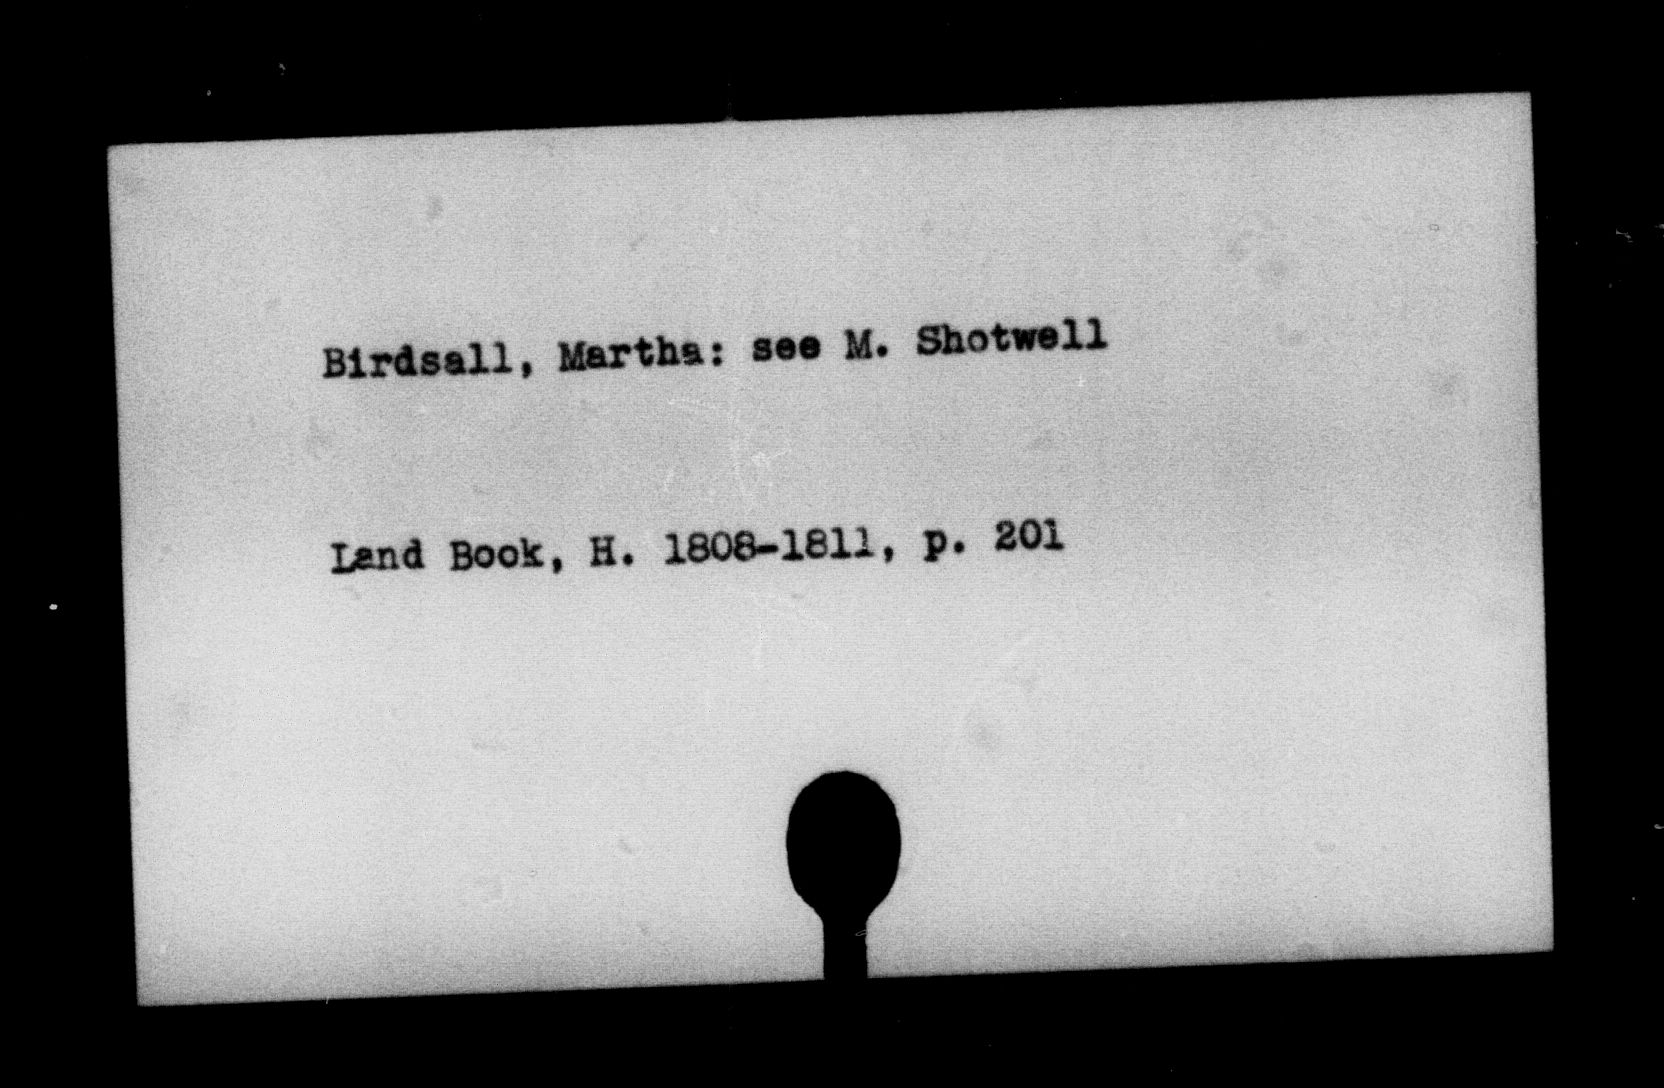 Birdsall, Martha: see M. Shotwell
Land Book, H. 1808-1811, p. 201